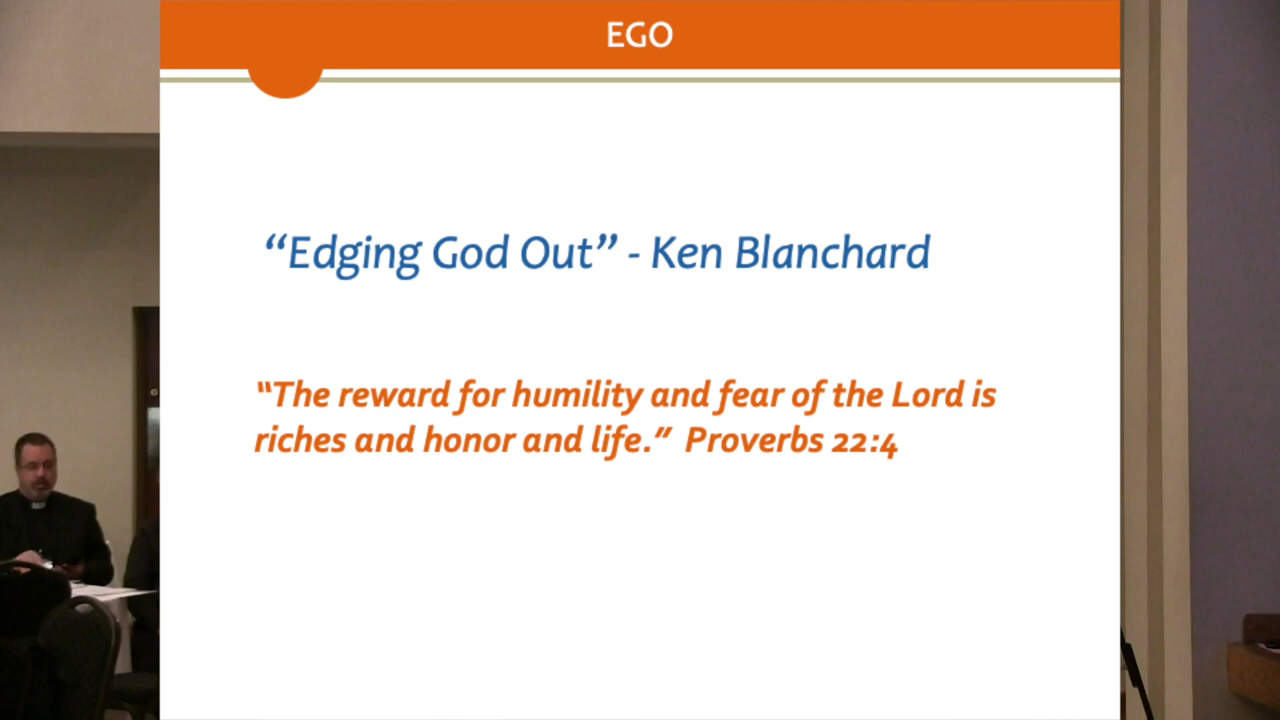 EGO
“Edging God Out” - Ken Blanchard
“The reward for humility and fear of the Lord is
riches and honor and life.” Proverbs 22:4